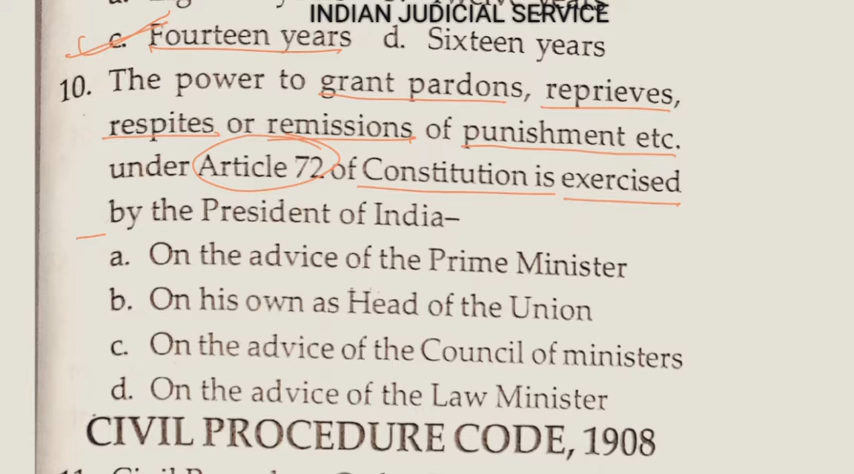 INDIAN JUDICIAL SERVICE
c. Fourteen years d. Sixteen years
10. The power to grant pardons, reprieves,
respites or remissions of punishment etc.
under Article 72 of Constitution is exercised
by the President of India–
a. On the advice of the Prime Minister
b. On his own as Head of the Union
c. On the advice of the Council of ministers
d. On the advice of the Law Minister
CIVIL PROCEDURE CODE, 1908